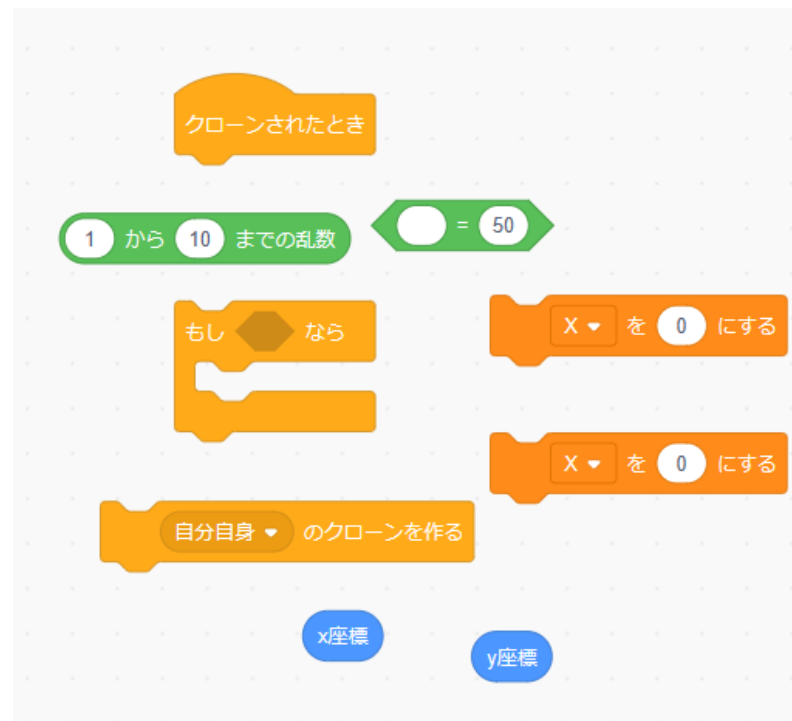 クローンされたとき
1 から 10 までの乱数
= 50
もし なら
X を 0 にする
X を 0 にする
自分自身 のクローンを作る
x座標
y座標